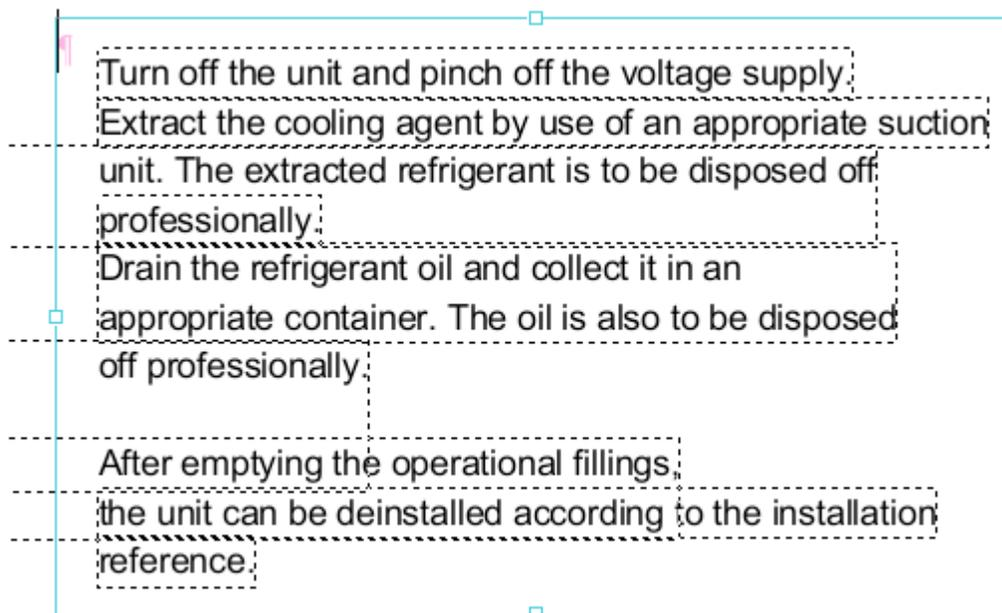 Turn off the unit and pinch off the voltage supply.
Extract the cooling agent by use of an appropriate suction
unit. The extracted refrigerant is to be disposed off
professionally.
Drain the refrigerant oil and collect it in an
appropriate container. The oil is also to be disposed
off professionally.
After emptying the operational fillings,
the unit can be deinstalled according to the installation
reference.